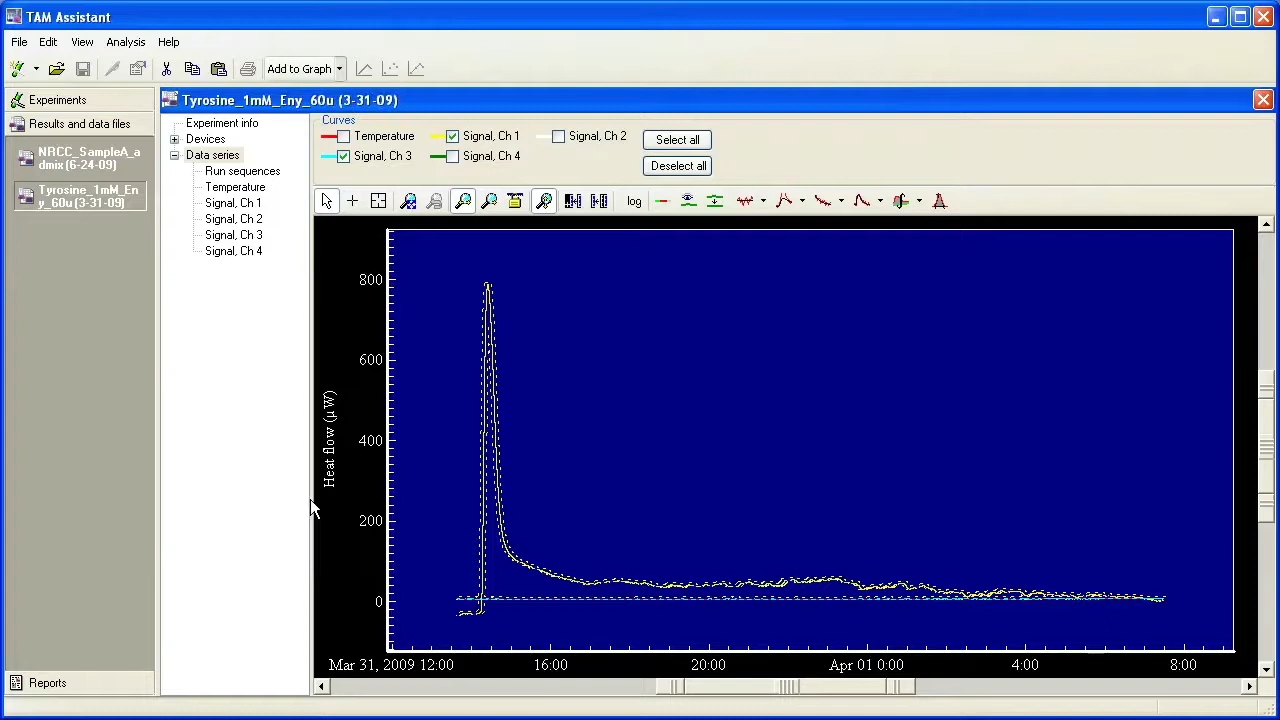 TAM Assistant
File Edit View Analysis Help
Add to Graph
Experiments
Results and data files
NRCC_SampleA_a
dmix (6-24-09)
Tyrosine_1mM_En
y_60u (3-31-09)
Reports
Tyrosine_1mM_Eny_60u (3-31-09)
Experiment info
Devices
Data series
Run sequences
Temperature
Signal, Ch 1
Signal, Ch 2
Signal, Ch 3
Signal, Ch 4
Curves
Temperature Signal, Ch 1 Signal, Ch 2 Select all
Signal, Ch 3 Signal, Ch 4 Deselect all
log
Heat flow (µW)
800
600
400
200
0
Mar 31, 2009 12:00 16:00 20:00 Apr 01 0:00 4:00 8:00